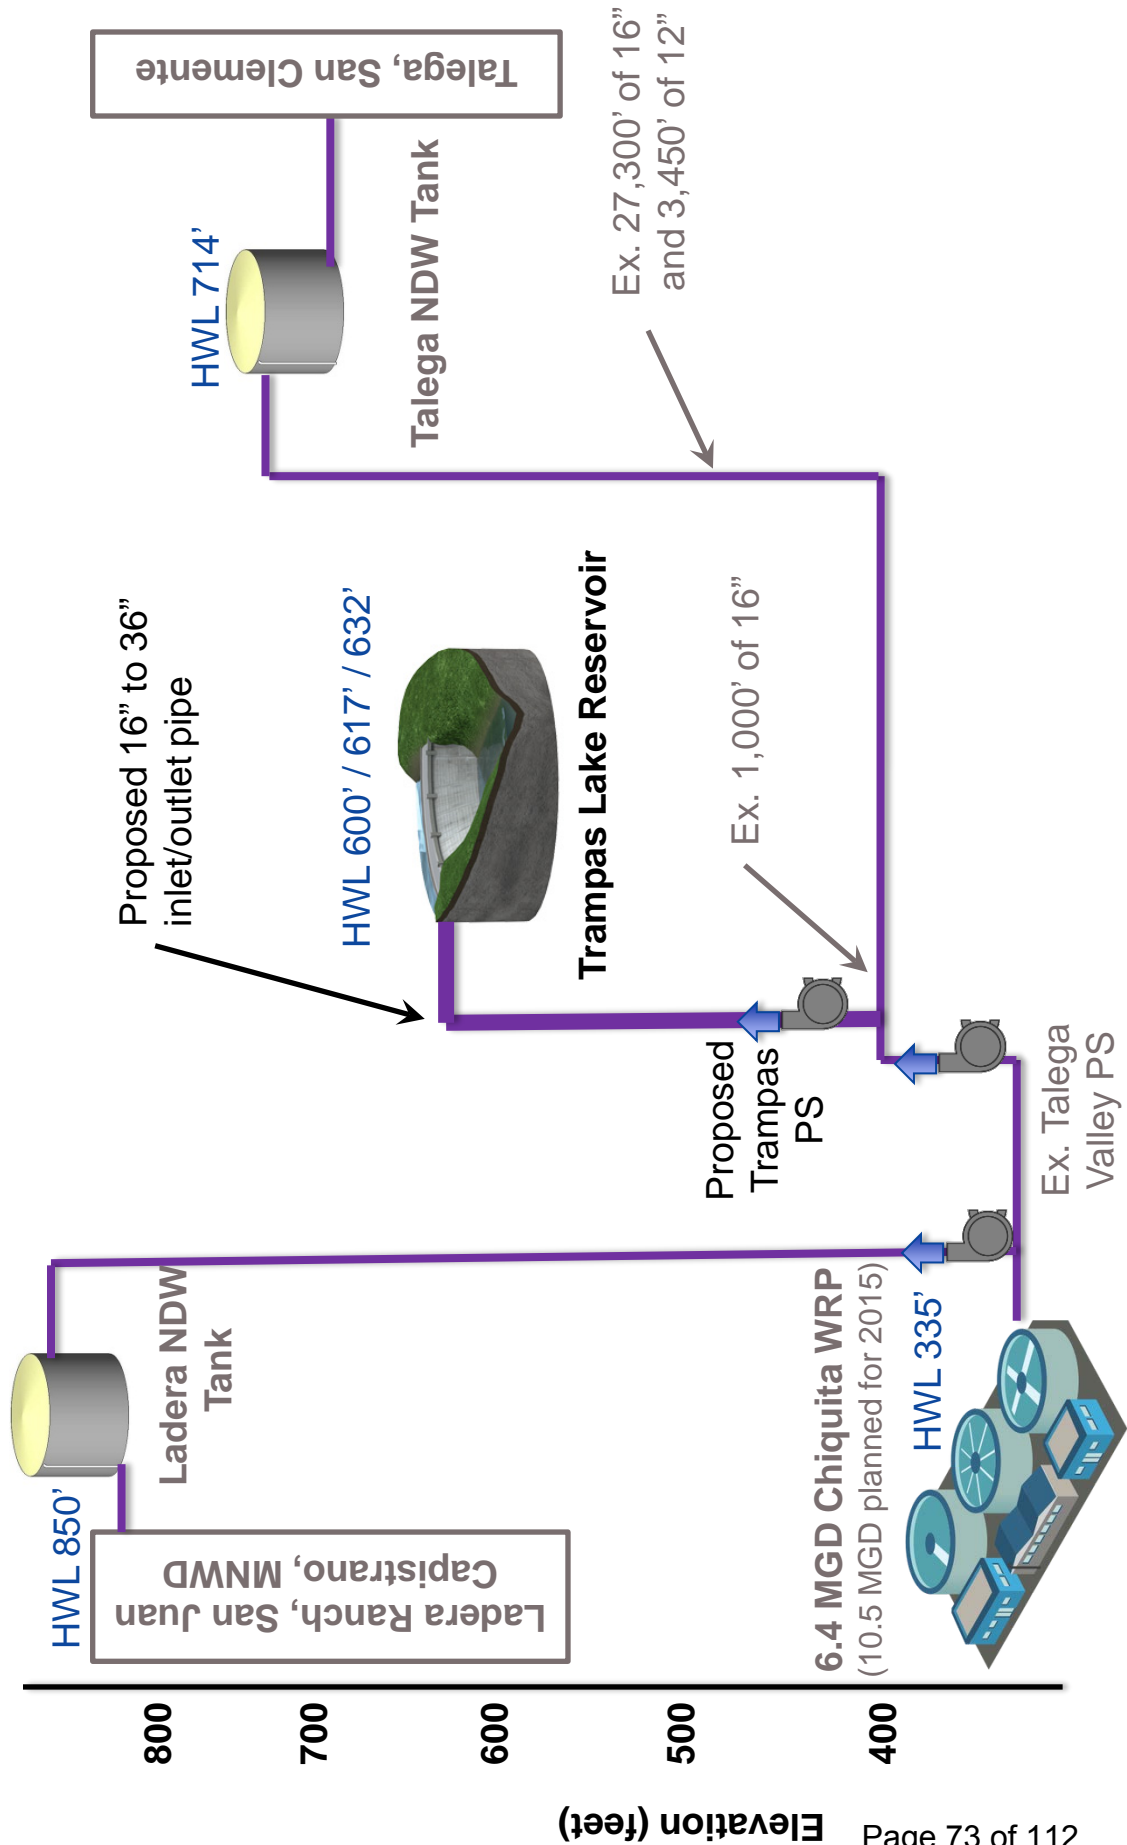 HWL 850’
Ladera Ranch, San Juan
Capistrano, MNWD
Ladera NDW
Tank
6.4 MGD Chiquita WRP
(10.5 MGD planned for 2015)
HWL 335’
Proposed 16” to 36”
inlet/outlet pipe
HWL 600’ / 617’ / 632’
Trampas Lake Reservoir
Proposed
Trampas
PS
Ex. 1,000’ of 16”
Ex. Talega
Valley PS
HWL 714’
Talega NDW Tank
Talega, San Clemente
Ex. 27,300’ of 16”
and 3,450’ of 12”
800
700
600
500
400
Elevation (feet)
Page 73 of 112